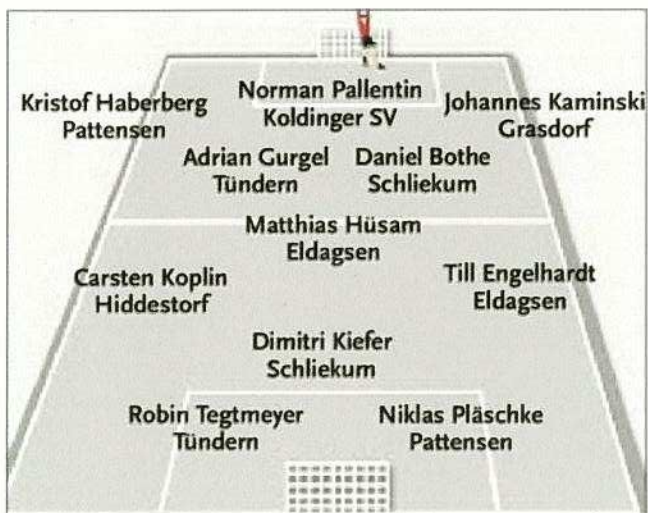 Norman Pallentin
Koldinger SV
Kristof Haberberg
Pattensen
Johannes Kaminski
Grasdorf
Adrian Gurgel
Tündern
Daniel Bothe
Schliekum
Matthias Hüsam
Eldagsen
Carsten Koplin
Hiddestorf
Till Engelhardt
Eldagsen
Dimitri Kiefer
Schliekum
Robin Tegtmeyer
Tündern
Niklas Pläschke
Pattensen